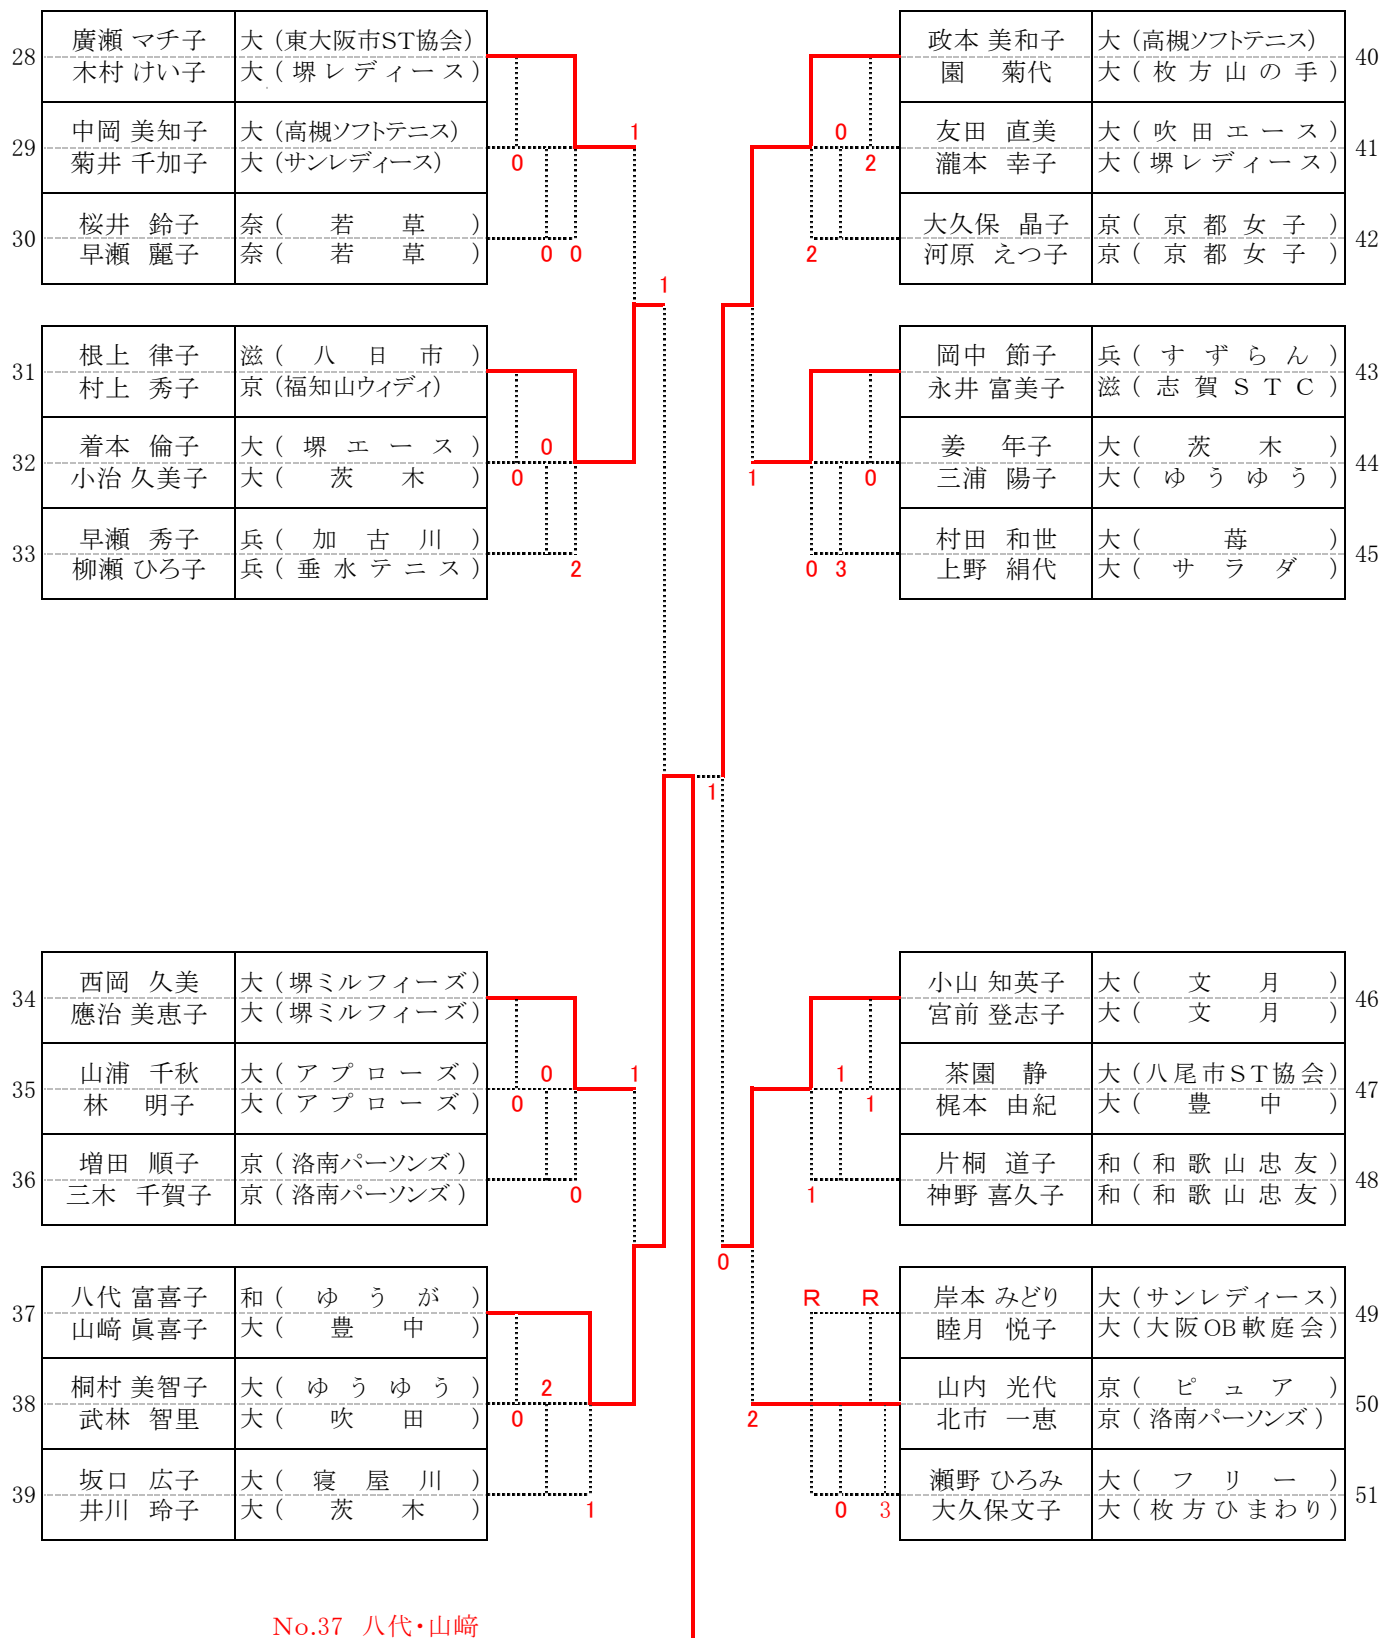 28
廣瀬 マチ子 大 (東大阪市ST協会)
木村 けい子 大 ( 堺レディース )
29
中岡 美知子 大 (高槻ソフトテニス)
菊井 千加子 大 (サンレディース)
30
桜井 鈴子 奈 ( 若 草 )
早瀬 麗子 奈 ( 若 草 )
1
0
0 0
1
31
根上 律子 滋 ( 八 日 市 )
村上 秀子 京 (福知山ウィディ)
32
着本 倫子 大 ( 堺 エ ー ス )
小治 久美子 大 ( 茨 木 )
33
早瀬 秀子 兵 ( 加 古 川 )
柳瀬 ひろ子 兵 ( 垂水テニス )
0
0
2
34
西岡 久美 大 ( 堺ミルフィーズ )
應治 美恵子 大 ( 堺ミルフィーズ )
35
山浦 千秋 大 ( アプローズ )
林 明子 大 ( アプローズ )
36
増田 順子 京 ( 洛南パーソンズ )
三木 千賀子 京 ( 洛南パーソンズ )
0
1
0
0
37
八代 富喜子 和 ( ゆ う が )
山﨑 眞喜子 大 ( 豊 中 )
38
桐村 美智子 大 ( ゆ う ゆ う )
武林 智里 大 ( 吹 田 )
39
坂口 広子 大 ( 寝 屋 川 )
井川 玲子 大 ( 茨 木 )
2
0
1
1
40
政本 美和子 大 (高槻ソフトテニス)
園 菊代 大 ( 枚方山の手 )
41
友田 直美 大 ( 吹田エース )
瀧本 幸子 大 ( 堺レディース )
42
大久保 晶子 京 ( 京 都 女 子 )
河原 えつ子 京 ( 京 都 女 子 )
0
2
2
43
岡中 節子 兵 ( す ず ら ん )
永井 富美子 滋 ( 志 賀 S T C )
44
姜 年子 大 ( 茨 木 )
三浦 陽子 大 ( ゆ う ゆ う )
45
村田 和世 大 ( 苺 )
上野 絹代 大 ( サ ラ ダ )
1
0
0 3
46
小山 知英子 大 ( 文 月 )
宮前 登志子 大 ( 文 月 )
47
茶園 静 大 (八尾市ST協会)
梶本 由紀 大 ( 豊 中 )
48
片桐 道子 和 ( 和歌山忠友 )
神野 喜久子 和 ( 和歌山忠友 )
1
1
1
0
49
岸本 みどり 大 (サンレディース)
睦月 悦子 大 (大阪OB軟庭会)
50
山内 光代 京 ( ピ ュ ア )
北市 一恵 京 ( 洛南パーソンズ )
51
瀬野 ひろみ 大 ( フ リ ー )
大久保文子 大 ( 枚方ひまわり )
R R
2
0 3
No.37 八代・山﨑